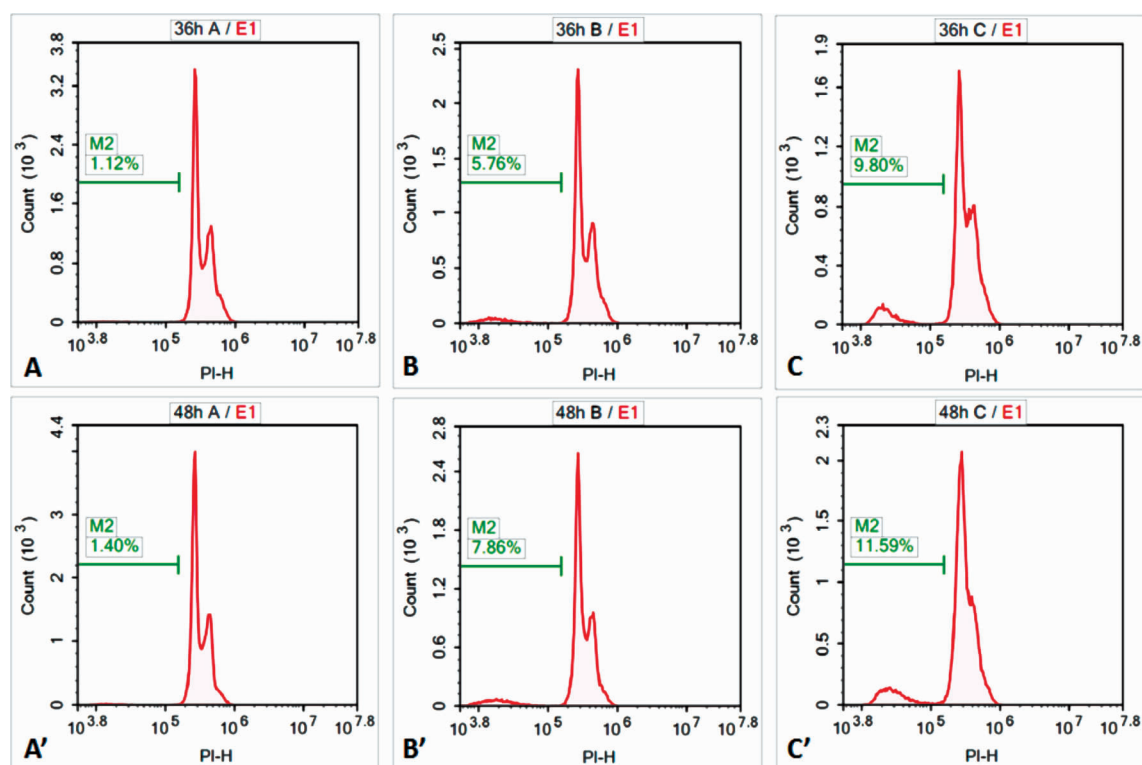 36h A / E1
3.8
3.2
2.4
1.6
0.8
0
Count (10 3)
M2
1.12%
10 3.8
10 5
10 6
10 7
10 7.8
PI-H
A
36h B / E1
2.5
2
1.5
1
0.5
0
Count (10 3)
M2
5.76%
10 3.8
10 5
10 6
10 7
10 7.8
PI-H
B
36h C / E1
1.9
1.6
1.2
0.8
0.4
0
Count (10 3)
M2
9.80%
10 3.8
10 5
10 6
10 7
10 7.8
PI-H
C
48h A / E1
4.4
3
2
1
0
Count (10 3)
M2
1.40%
10 3.8
10 5
10 6
10 7
10 7.8
PI-H
A’
48h B / E1
2.8
2.4
1.8
1.2
0.6
0
Count (10 3)
M2
7.86%
10 3.8
10 5
10 6
10 7
10 7.8
PI-H
B’
48h C / E1
2.3
2
1.5
1
0.5
0
Count (10 3)
M2
11.59%
10 3.8
10 5
10 6
10 7
10 7.8
PI-H
C’